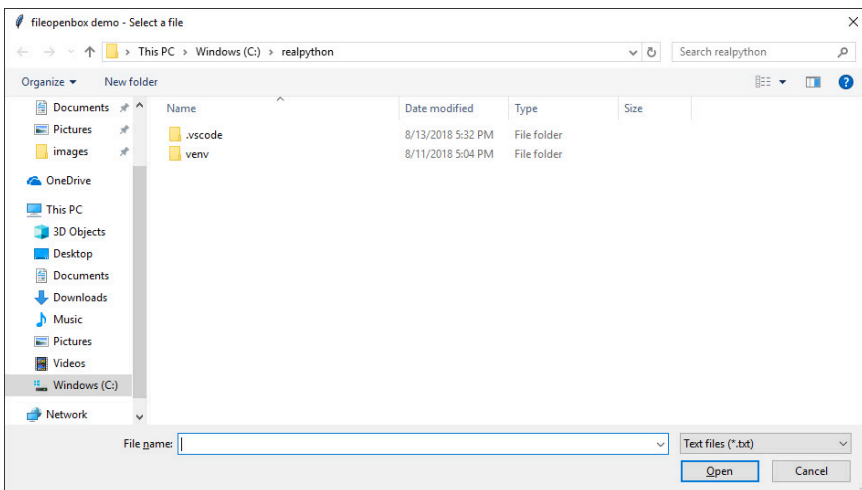 fileopenbox demo - Select a file
This PC > Windows (C:) > realpython
Search realpython
Organize
New folder
Documents
Pictures
images
OneDrive
This PC
3D Objects
Desktop
Documents
Downloads
Music
Pictures
Videos
Windows (C:)
Network
Name Date modified Type Size
.vscode 8/13/2018 5:32 PM File folder
venv 8/11/2018 5:04 PM File folder
File name:
Text files (*.txt)
Open
Cancel